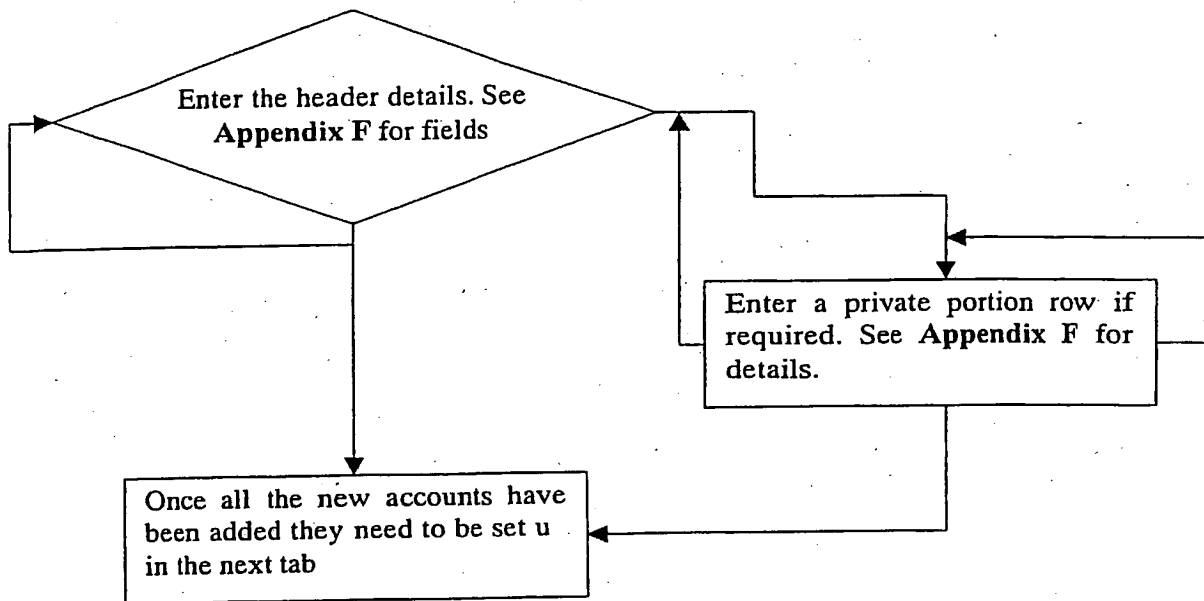 Enter the header details. See
Appendix F for fields
Enter a private portion row if
required. See Appendix F for
details.
Once all the new accounts have
been added they need to be set u
in the next tab